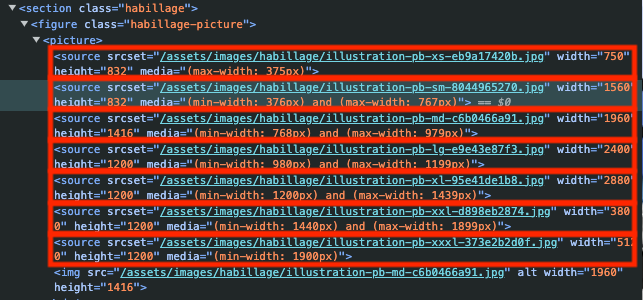 ▼<section class="habillage">
▼<figure class="habillage-picture">
▼<picture>
<source srcset="/assets/images/habillage/illustration-pb-xs-eb9a17420b.jpg" width="750"
height="832" media="(max-width: 375px)">
<source srcset="/assets/images/habillage/illustration-pb-sm-8044965270.jpg" width="1560"
height="832" media="(min-width: 376px) and (max-width: 767px)"> == $0
<source srcset="/assets/images/habillage/illustration-pb-md-c6b0466a91.jpg" width="1960"
height="1416" media="(min-width: 768px) and (max-width: 979px)">
<source srcset="/assets/images/habillage/illustration-pb-lg-e9e43e87f3.jpg" width="2400"
height="1200" media="(min-width: 980px) and (max-width: 1199px)">
<source srcset="/assets/images/habillage/illustration-pb-xl-95e41de1b8.jpg" width="2880"
height="1200" media="(min-width: 1200px) and (max-width: 1439px)">
<source srcset="/assets/images/habillage/illustration-pb-xxl-d898eb2874.jpg" width="380
0" height="1200" media="(min-width: 1440px) and (max-width: 1899px)">
<source srcset="/assets/images/habillage/illustration-pb-xxxl-373e2b2d0f.jpg" width="512
0" height="1200" media="(min-width: 1900px)">
<img src="/assets/images/habillage/illustration-pb-md-c6b0466a91.jpg" alt width="1960"
height="1416">